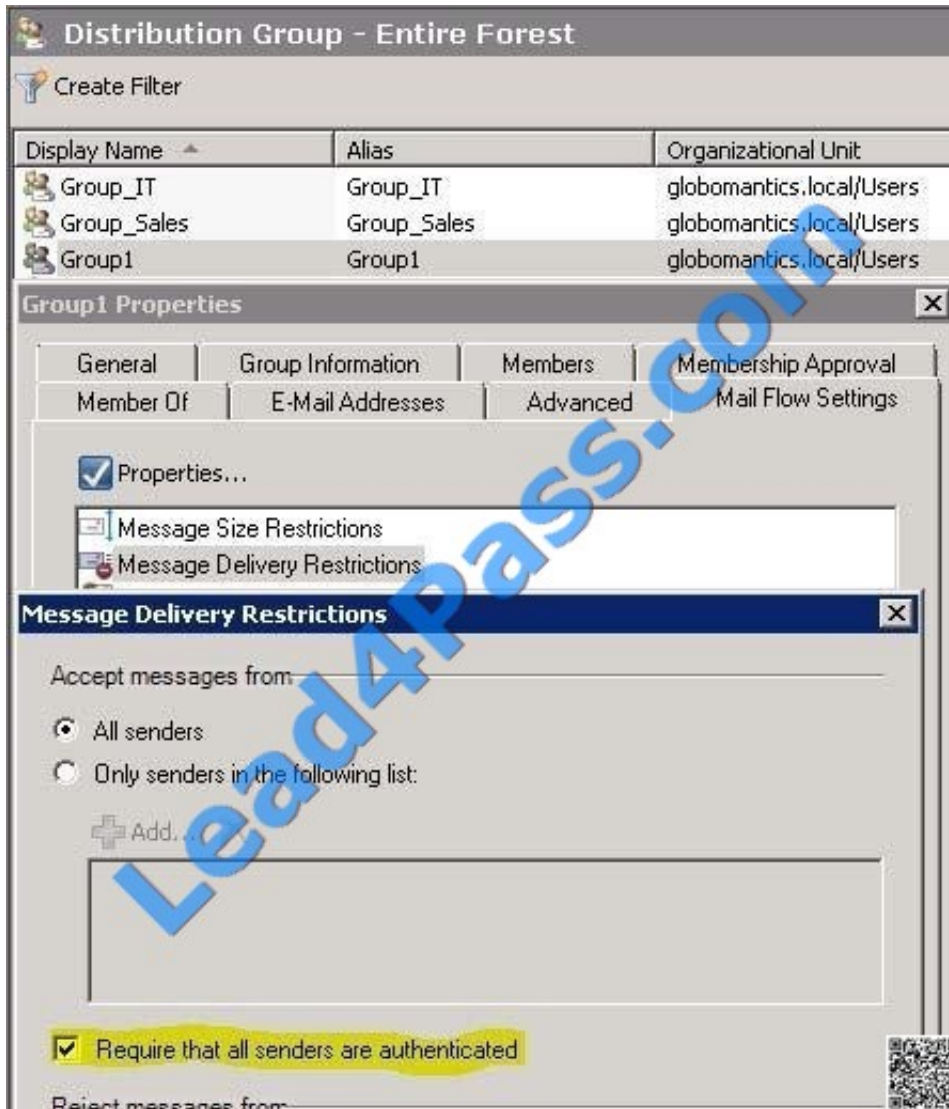 Distribution Group - Entire Forest
Create Filter
Display Name Alias Organizational Unit
Group_IT Group_IT globomantics.local/Users
Group_Sales Group_Sales globomantics.local/Users
Group1 Group1 globomantics.local/Users
Group1 Properties
General Group Information Members Membership Approval
Member Of E-Mail Addresses Advanced Mail Flow Settings
Properties...
Message Size Restrictions
Message Delivery Restrictions
Message Delivery Restrictions
Accept messages from
All senders
Only senders in the following list:
Add...
Require that all senders are authenticated
Reject messages from
Lead4Pass.com